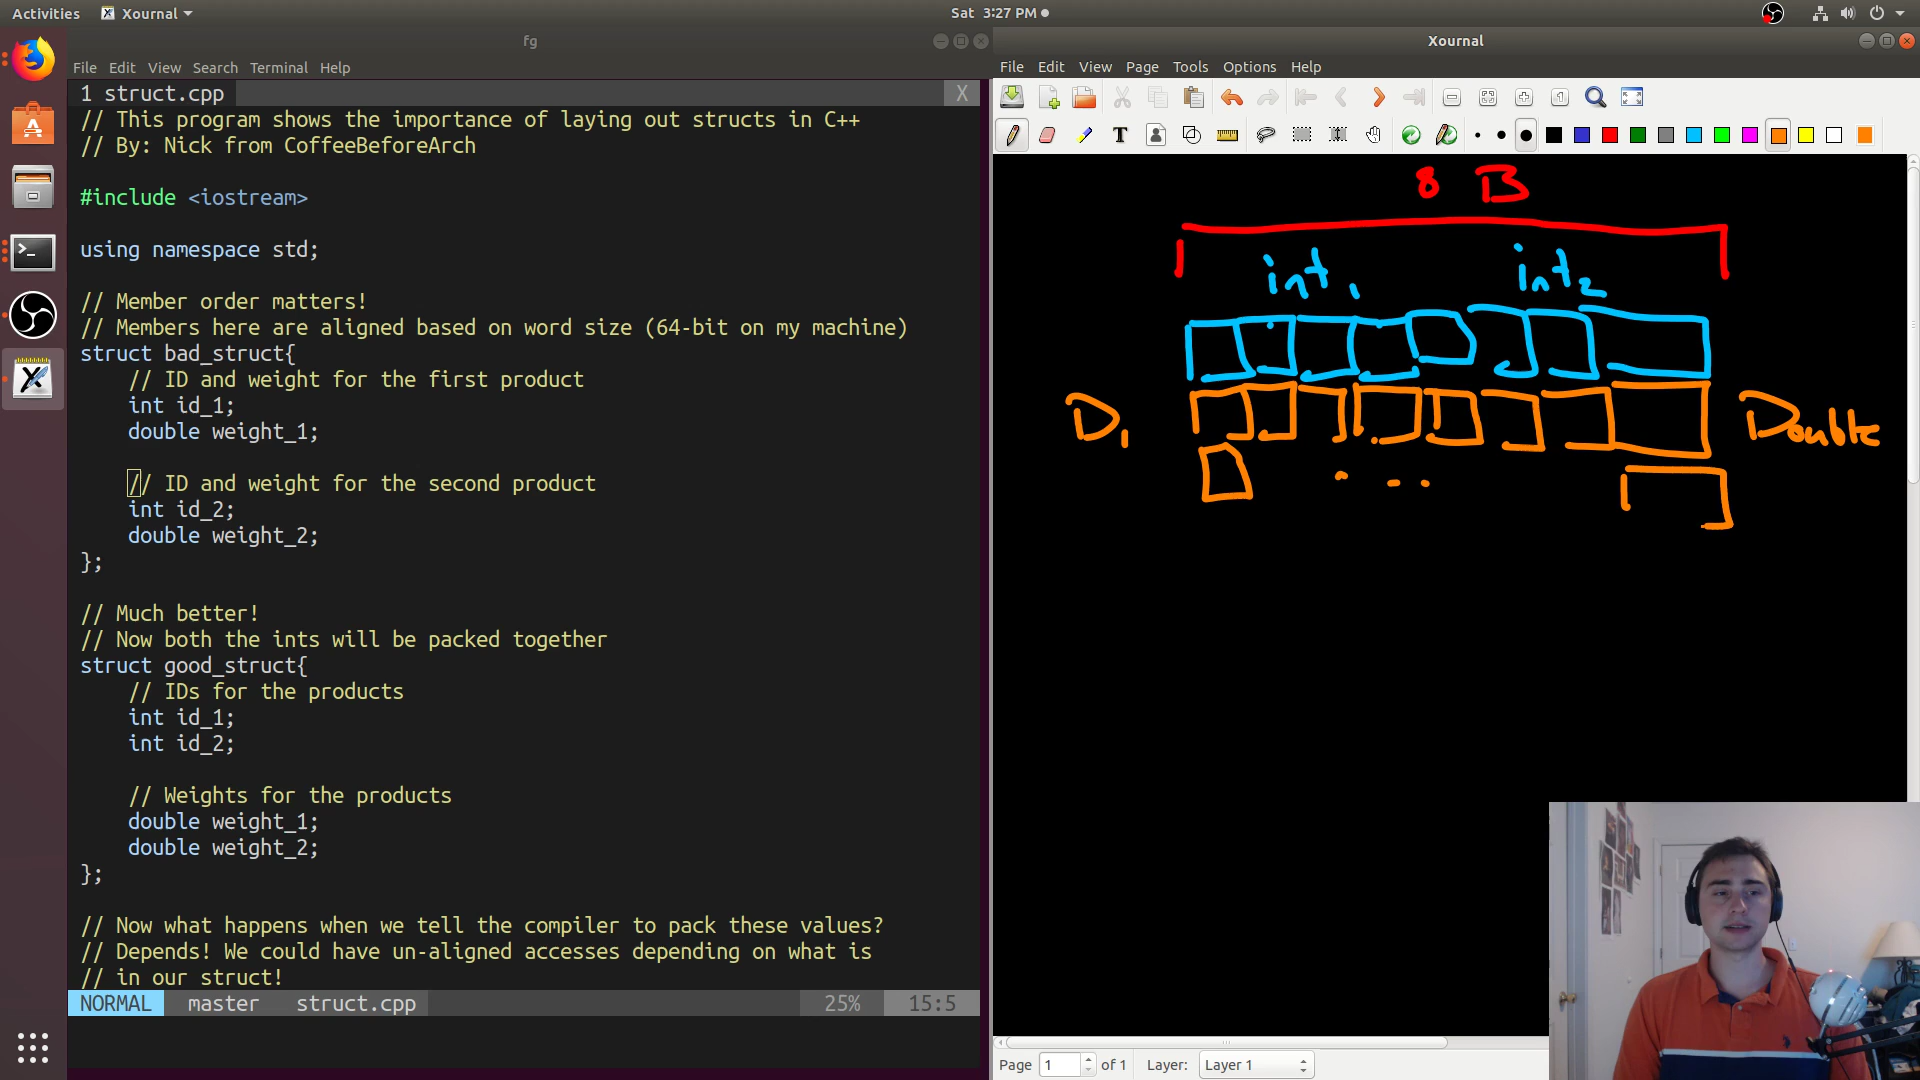 Activities Xournal Sat 3:27 PM
fg
File Edit View Search Terminal Help
1 struct.cpp X
// This program shows the importance of laying out structs in C++
// By: Nick from CoffeeBeforeArch
#include <iostream>
using namespace std;
// Member order matters!
// Members here are aligned based on word size (64-bit on my machine)
struct bad_struct{
// ID and weight for the first product
int id_1;
double weight_1;
// ID and weight for the second product
int id_2;
double weight_2;
};
// Much better!
// Now both the ints will be packed together
struct good_struct{
// IDs for the products
int id_1;
int id_2;
// Weights for the products
double weight_1;
double weight_2;
};
// Now what happens when we tell the compiler to pack these values?
// Depends! We could have un-aligned accesses depending on what is
// in our struct!
NORMAL master struct.cpp 25% 15:5
Xournal
File Edit View Page Tools Options Help
8 B
int1 int2
D1 Double
Page 1 of 1 Layer: Layer 1